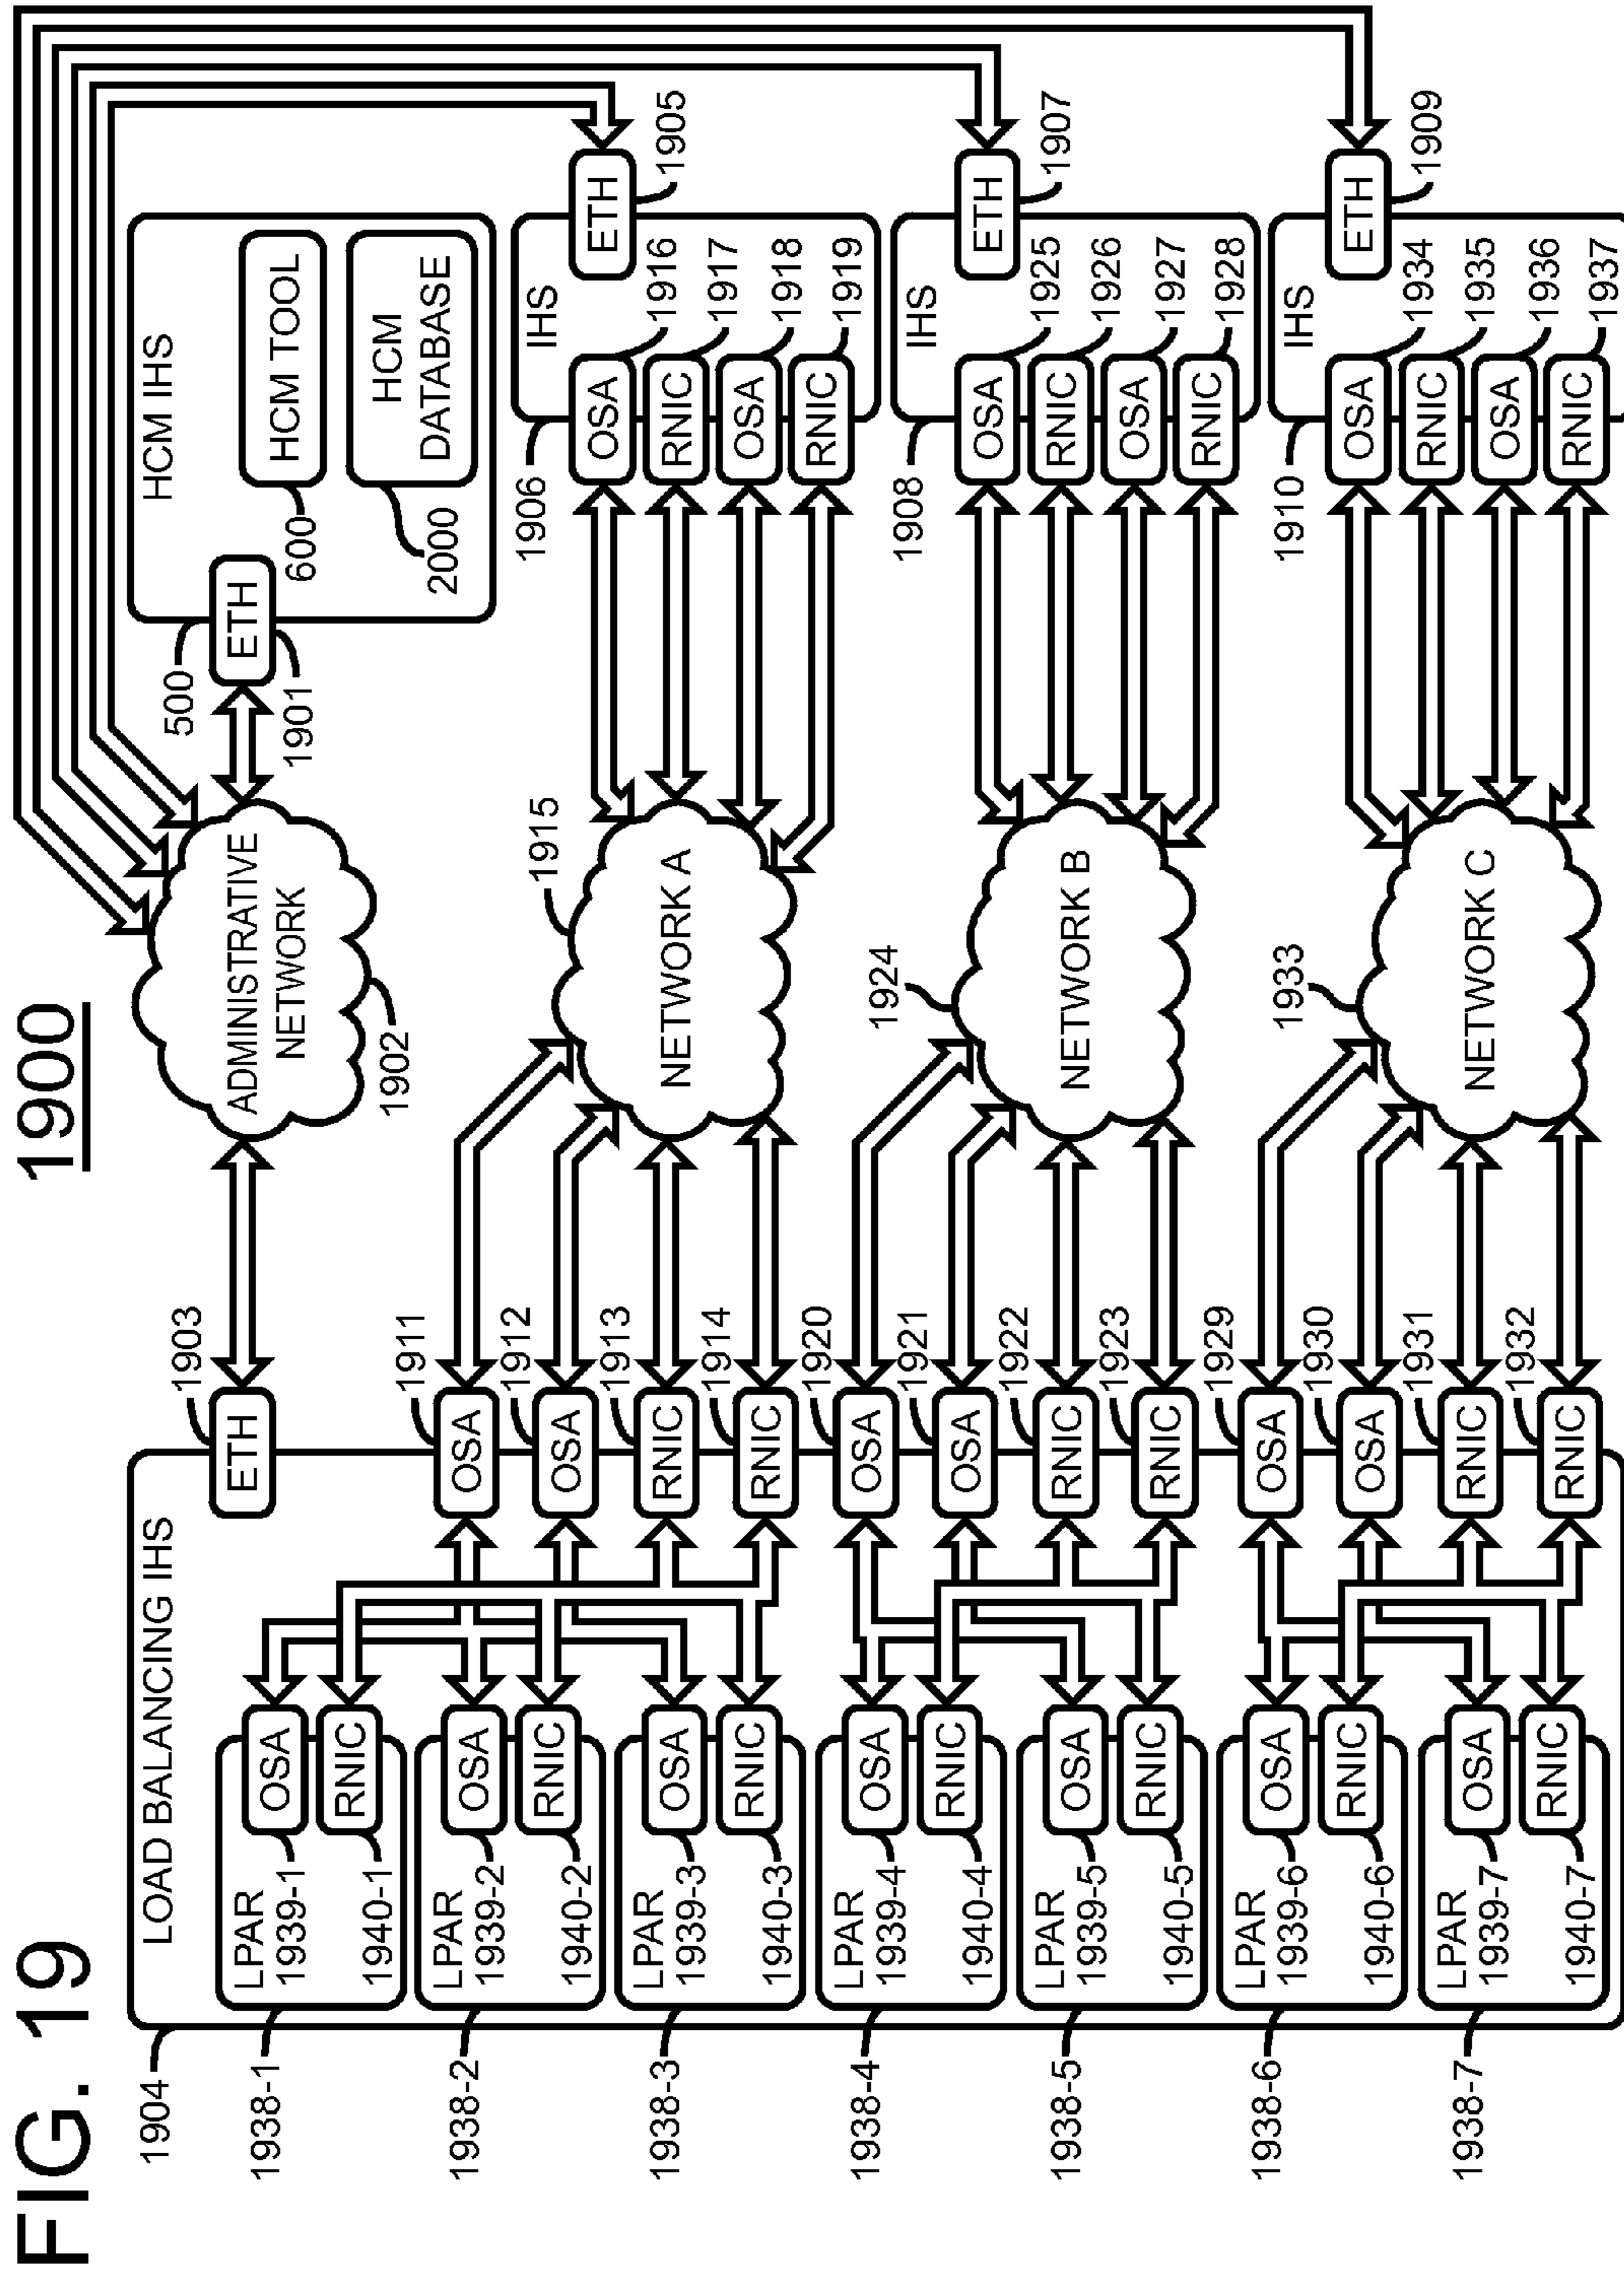 FIG. 19
1900
LOAD BALANCING IHS
1904
ETH
1903
ADMINISTRATIVE
NETWORK
1902
HCM IHS
500
ETH
1901
HCM TOOL
600
HCM
DATABASE
2000
1938-1
LPAR
1939-1
OSA
1940-1
RNIC
1938-2
LPAR
1939-2
OSA
1940-2
RNIC
1938-3
LPAR
1939-3
OSA
1940-3
RNIC
1938-4
LPAR
1939-4
OSA
1940-4
RNIC
1938-5
LPAR
1939-5
OSA
1940-5
RNIC
1938-6
LPAR
1939-6
OSA
1940-6
RNIC
1938-7
LPAR
1939-7
OSA
1940-7
RNIC
OSA
1911
OSA
1912
RNIC
1913
RNIC
1914
OSA
1920
OSA
1921
RNIC
1922
RNIC
1923
OSA
1929
OSA
1930
RNIC
1931
RNIC
1932
NETWORK A
1915
NETWORK B
1924
NETWORK C
1933
1906
IHS
ETH
1905
OSA
1916
RNIC
1917
OSA
1918
RNIC
1919
1908
IHS
ETH
1907
OSA
1925
RNIC
1926
OSA
1927
RNIC
1928
1910
IHS
ETH
1909
OSA
1934
RNIC
1935
OSA
1936
RNIC
1937